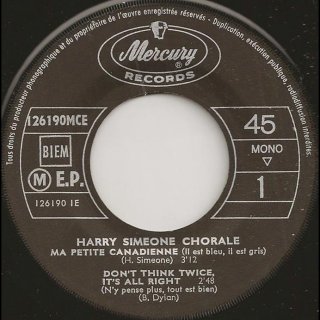 Tous droits du producteur phonographique et du propriétaire de l'œuvre enregistrée réservés - Duplication, exécution publique, radiodiffusion interdites
Mercury
®
RECORDS
126190MCE
BIEM
M E.P.
126190 1E
45
MONO
1
HARRY SIMEONE CHORALE
MA PETITE CANADIENNE (Il est bleu, il est gris)
(H. Simeone) 3'12
DON'T THINK TWICE,
IT'S ALL RIGHT 2'48
(N'y pense plus, tout est bien)
(B. Dylan)